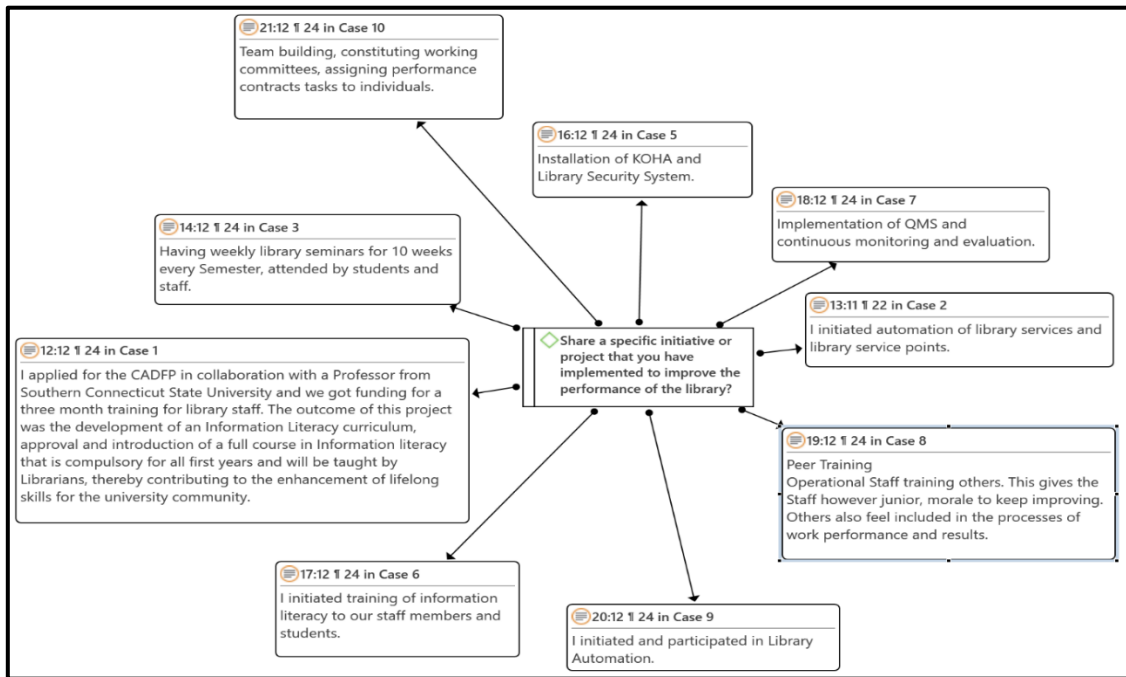 21:12 ¶ 24 in Case 10
Team building, constituting working
committees, assigning performance
contracts tasks to individuals.
16:12 ¶ 24 in Case 5
Installation of KOHA and
Library Security System.
18:12 ¶ 24 in Case 7
Implementation of QMS and
continuous monitoring and evaluation.
14:12 ¶ 24 in Case 3
Having weekly library seminars for 10 weeks
every Semester, attended by students and
staff.
13:11 ¶ 22 in Case 2
I initiated automation of library services and
library service points.
Share a specific initiative or
project that you have
implemented to improve the
performance of the library?
12:12 ¶ 24 in Case 1
I applied for the CADFP in collaboration with a Professor from
Southern Connecticut State University and we got funding for a
three month training for library staff. The outcome of this project
was the development of an Information Literacy curriculum,
approval and introduction of a full course in Information literacy
that is compulsory for all first years and will be taught by
Librarians, thereby contributing to the enhancement of lifelong
skills for the university community.
19:12 ¶ 24 in Case 8
Peer Training
Operational Staff training others. This gives the
Staff however junior, morale to keep improving.
Others also feel included in the processes of
work performance and results.
17:12 ¶ 24 in Case 6
I initiated training of information
literacy to our staff members and
students.
20:12 ¶ 24 in Case 9
I initiated and participated in Library
Automation.